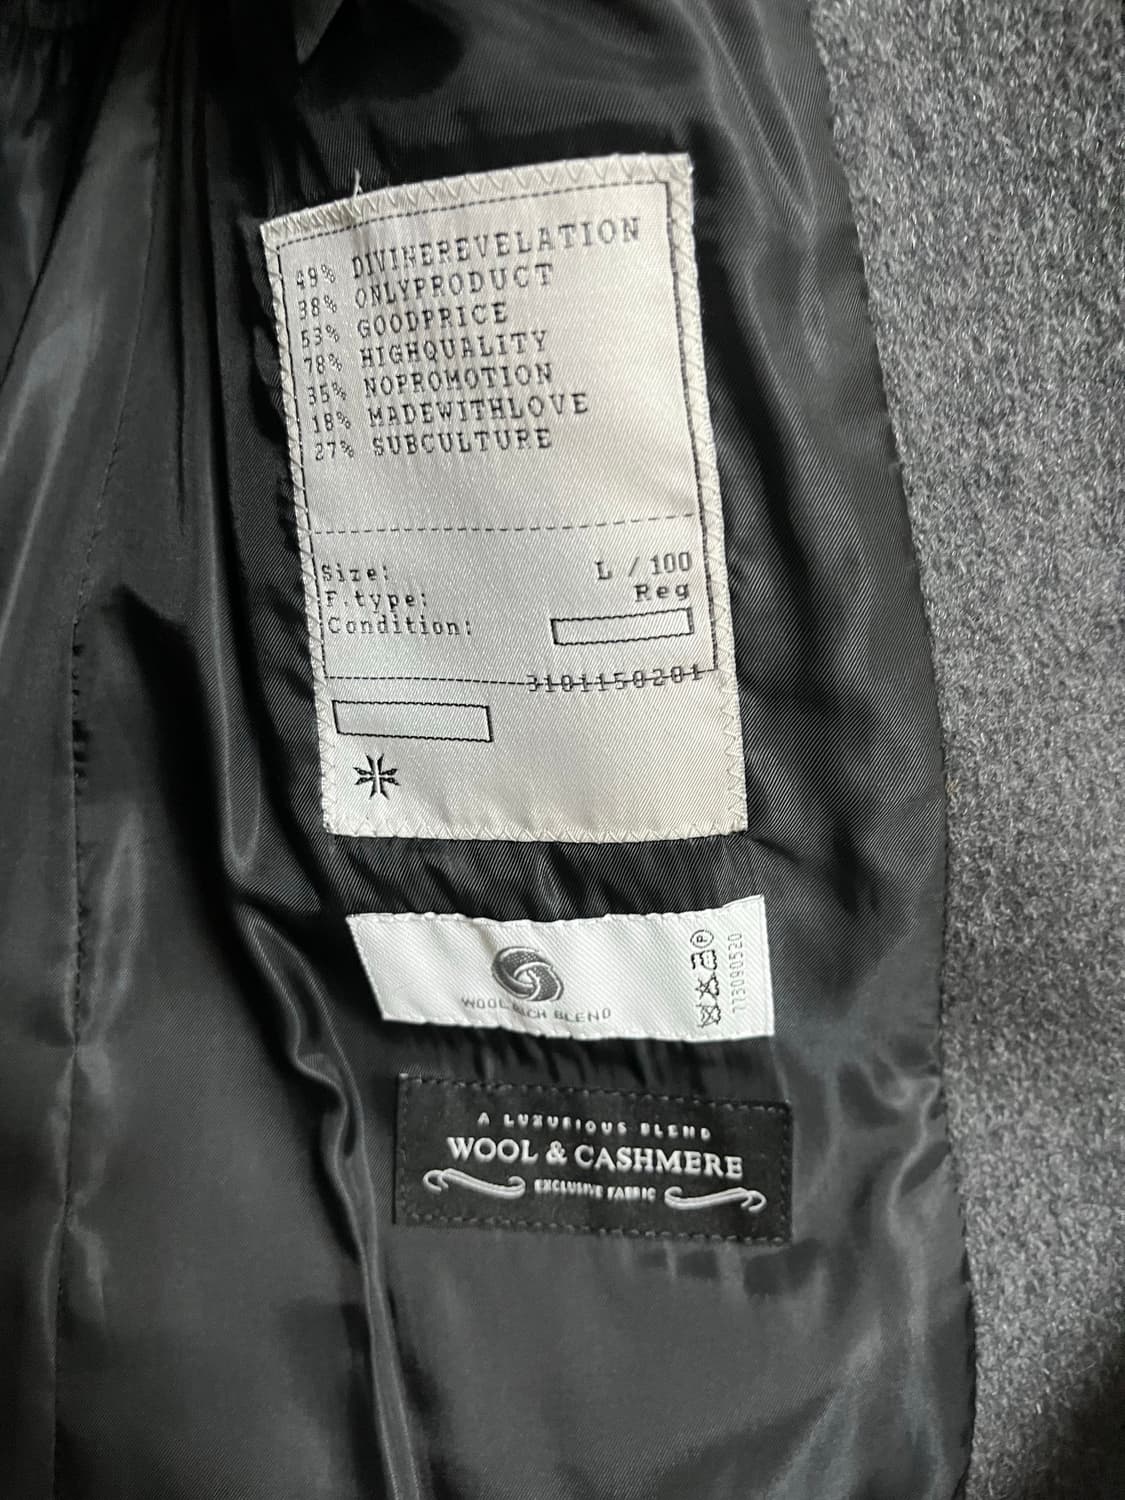 49% DIVINEREVELATION
38% ONLYPRODUCT
53% GOODPRICE
78% HIGHQUALITY
35% NOPROMOTION
18% MADEWITHLOVE
27% SUBCULTURE
Size: L / 100
F.type: Reg
Condition:
3101150201
WOOL RICH BLEND
P
773090520
A LUXURIOUS BLEND
WOOL & CASHMERE
EXCLUSIVE FABRIC